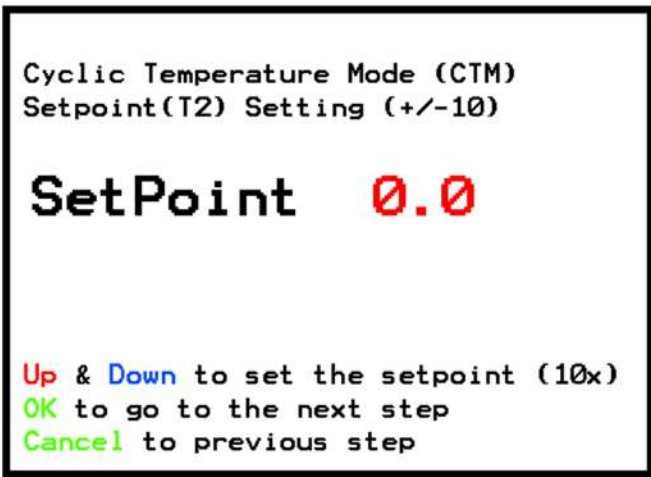 Cyclic Temperature Mode (CTM)
Setpoint(T2) Setting (+/-10)
SetPoint 0.0
Up & Down to set the setpoint (10x)
OK to go to the next step
Cancel to previous step